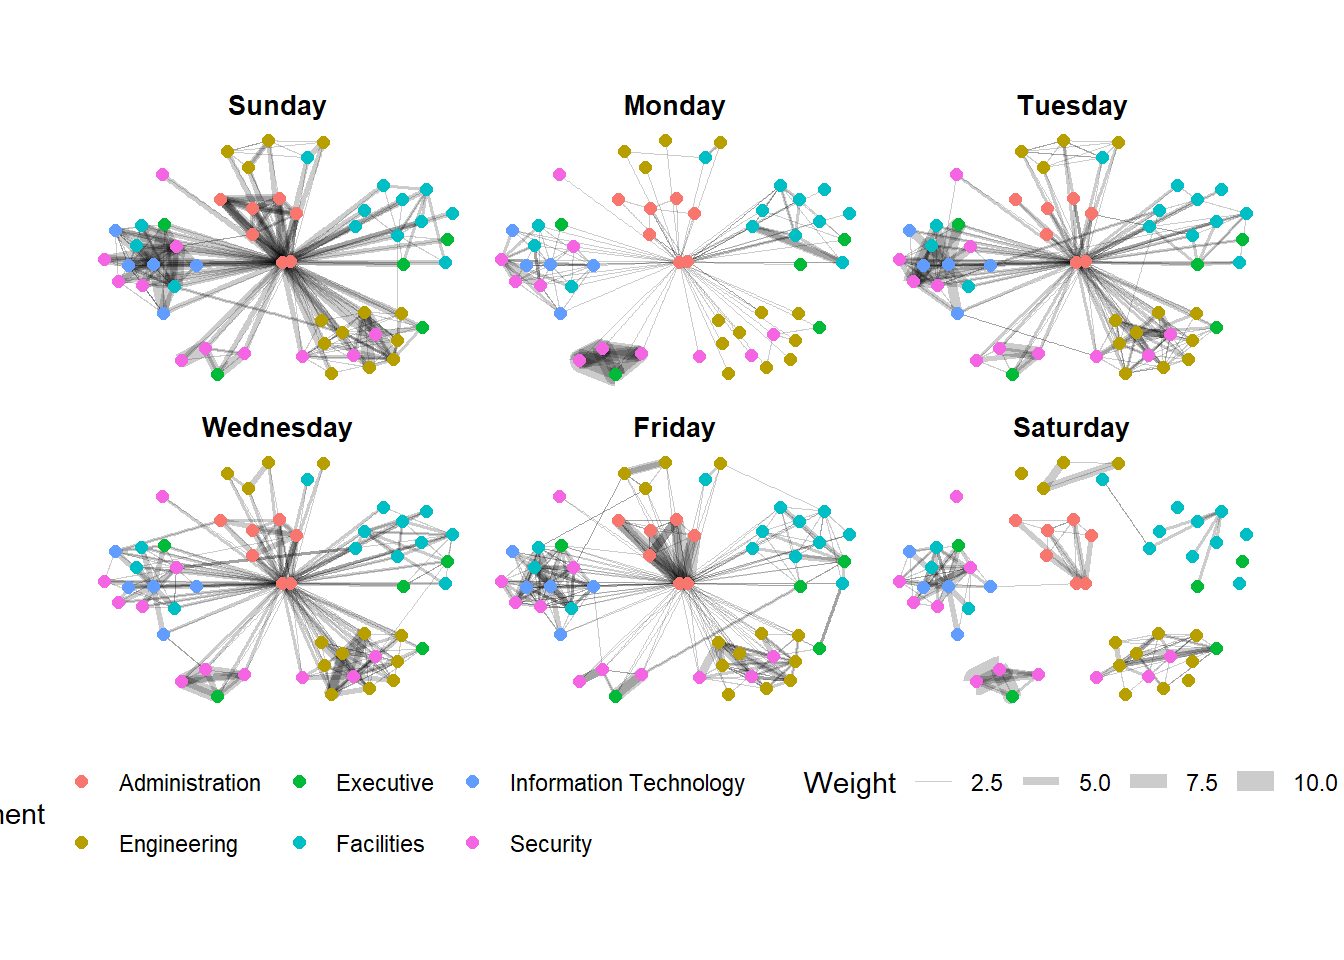 Sunday
Monday
Tuesday
Wednesday
Friday
Saturday
Administration
Executive
Information Technology
Weight
2.5
5.0
7.5
10.0
Engineering
Facilities
Security